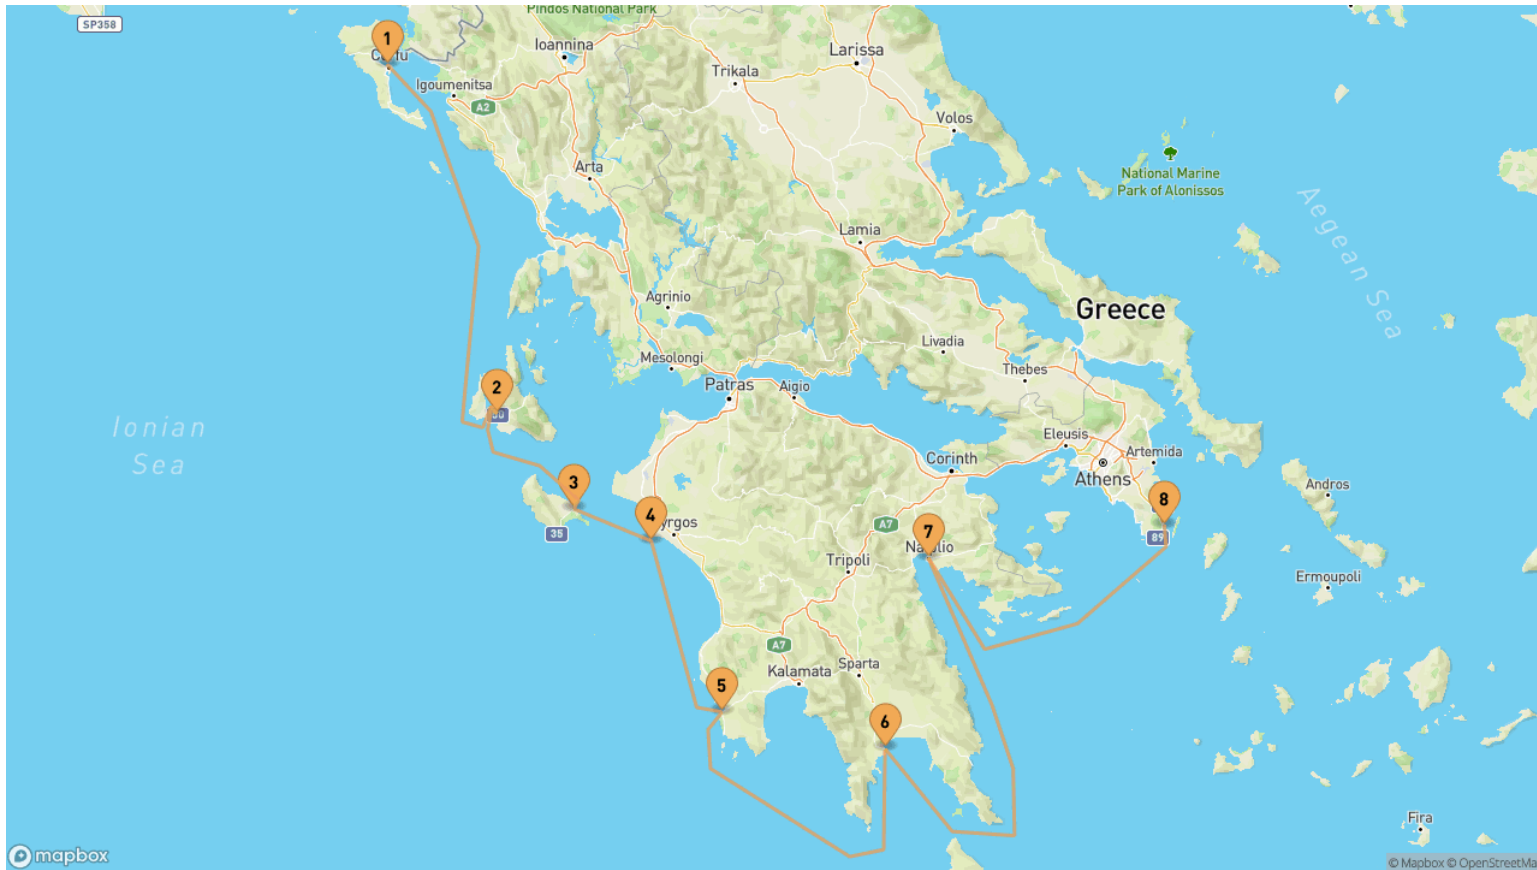 Pindos National Park
SP358
1
Ioannina
Larissa
Trikala
Igoumenitsa
A2
Volos
Arta
National Marine
Park of Alonissos
Aegean Sea
Lamia
Agrinio
Greece
Livadia
Mesolongi
Thebes
Patras
Aigio
2
Ionian
Sea
Eleusis
Artemida
Corinth
Athens
Andros
3
8
4
A7
7
35
89
Tripoli
Ermoupoli
A7
Sparta
Kalamata
5
6
Fira
mapbox
© Mapbox © OpenStreetMa